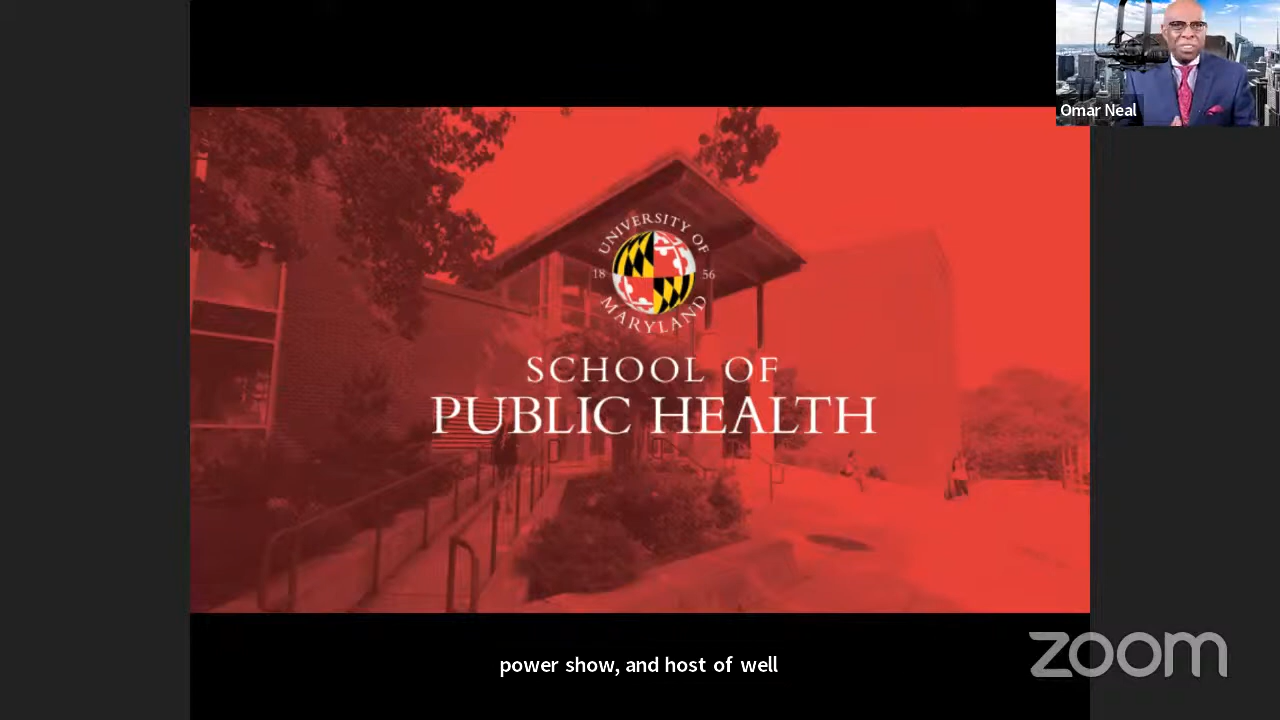 Omar Neal
UNIVERSITY OF
18 56
MARYLAND
SCHOOL OF
PUBLIC HEALTH
power show, and host of well
zoom